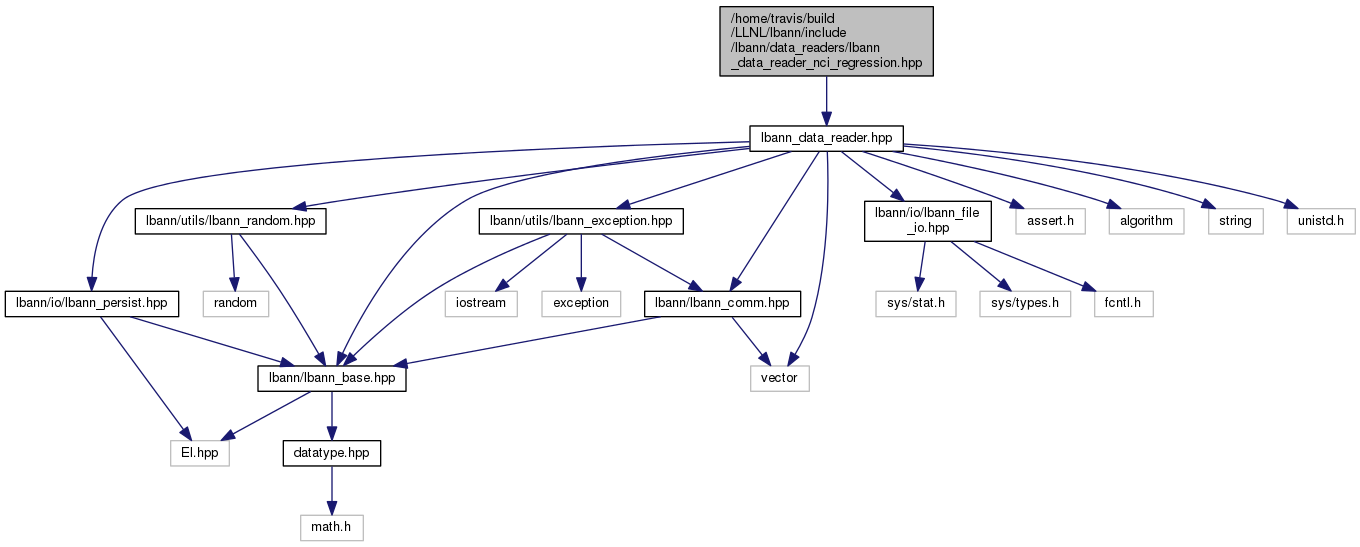 /home/travis/build
/LLNL/lbann/include
/lbann/data_readers/lbann
_data_reader_nci_regression.hpp
lbann_data_reader.hpp
lbann/utils/lbann_random.hpp
lbann/utils/lbann_exception.hpp
lbann/io/lbann_file
_io.hpp
assert.h
algorithm
string
unistd.h
lbann/io/lbann_persist.hpp
random
iostream
exception
lbann/lbann_comm.hpp
sys/stat.h
sys/types.h
fcntl.h
lbann/lbann_base.hpp
vector
El.hpp
datatype.hpp
math.h